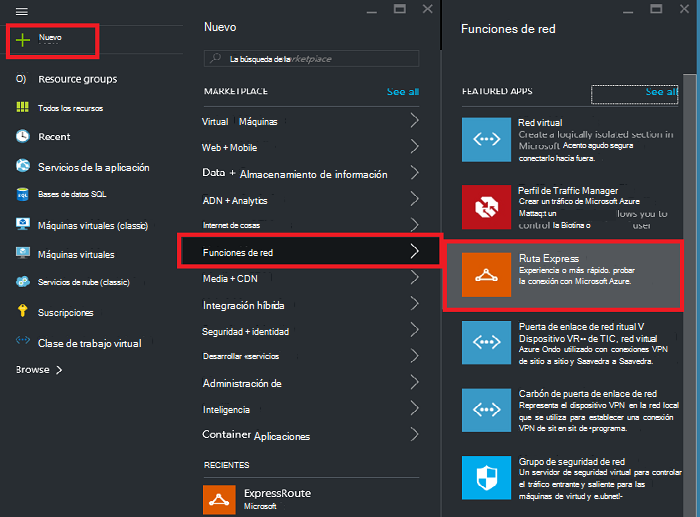 Nuevo
O) Resource groups
Todos los recursos
Recent
Servicios de la aplicación
Bases de datos SQL
Máquinas virtuales (classic)
Máquinas virtuales
Servicios de nube (classic)
Suscripciones
Clase de trabajo virtual
Browse >
Nuevo
La búsqueda de la rketplace
MARKETPLACE See all
Virtual Máquinas
Web + Mobile
Data + Almacenamiento de información
ADN + Analytics
Internet de cosas
Funciones de red
Media + CDN
Integración híbrida
Seguridad + identidad
Desarrollar +servicios
Administración de
Inteligencia
Container Aplicaciones
RECIENTES
ExpressRoute
Microsoft
Funciones de red
FEATURED APPS See all
Red virtual
Create a logically isolated section in
Microsoft Acento agudo segura
conectarlo hacia fuera.
Perfil de Traffic Manager
Crear un tráfico de Microsoft Azure
Mattaq:t un lows you to
control la Biotina o user
Ruta Express
Experiencia o más rápido. probar
la conexión con Microsoft Azure.
Puerta de enlace de red ritual V
Dispositivo VR•• de TIC, red virtual
Azure Ondo utilizado con conexiones VPN
de sitio a sitio y Saavedra a Saavedra.
Carbón de puerta de enlace de red
Representa el dispositivo VPN en la red local
que se utiliza para establecer una conexión
VPN de sit en sit de •programa.
Grupo de seguridad de red
Un servidor de seguridad virtual para controlar
el tráfico entrante y saliente para las
máquinas de virtud y e.ubnetl-